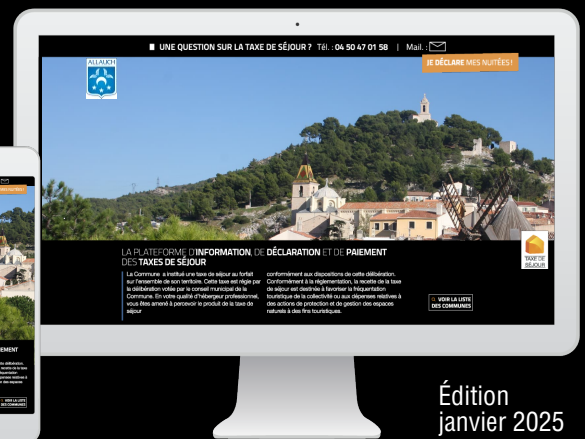 UNE QUESTION SUR LA TAXE DE SÉJOUR ? Tél. : 04 50 47 01 58 | Mail. :
ALLAUCH
JE DÉCLARE MES NUITÉES !
LA PLATEFORME D'INFORMATION, DE DÉCLARATION ET DE PAIEMENT
DES TAXES DE SÉJOUR
La Commune a institué une taxe de séjour au forfait
sur l'ensemble de son territoire. Cette taxe est régie par
la délibération votée par le conseil municipal de la
Commune. En votre qualité d'hébergeur professionnel,
vous êtes amené à percevoir le produit de la taxe de
séjour
conformément aux dispositions de cette délibération.
Conformément à la réglementation, la recette de la taxe
de séjour est destinée à favoriser la fréquentation
touristique de la collectivité ou aux dépenses relatives à
des actions de protection et de gestion des espaces
naturels à des fins touristiques.
TAXE DE
SÉJOUR
VOIR LA LISTE
DES COMMUNES
EMENT
VOIR LA LISTE
DES COMMUNES
Édition
janvier 2025